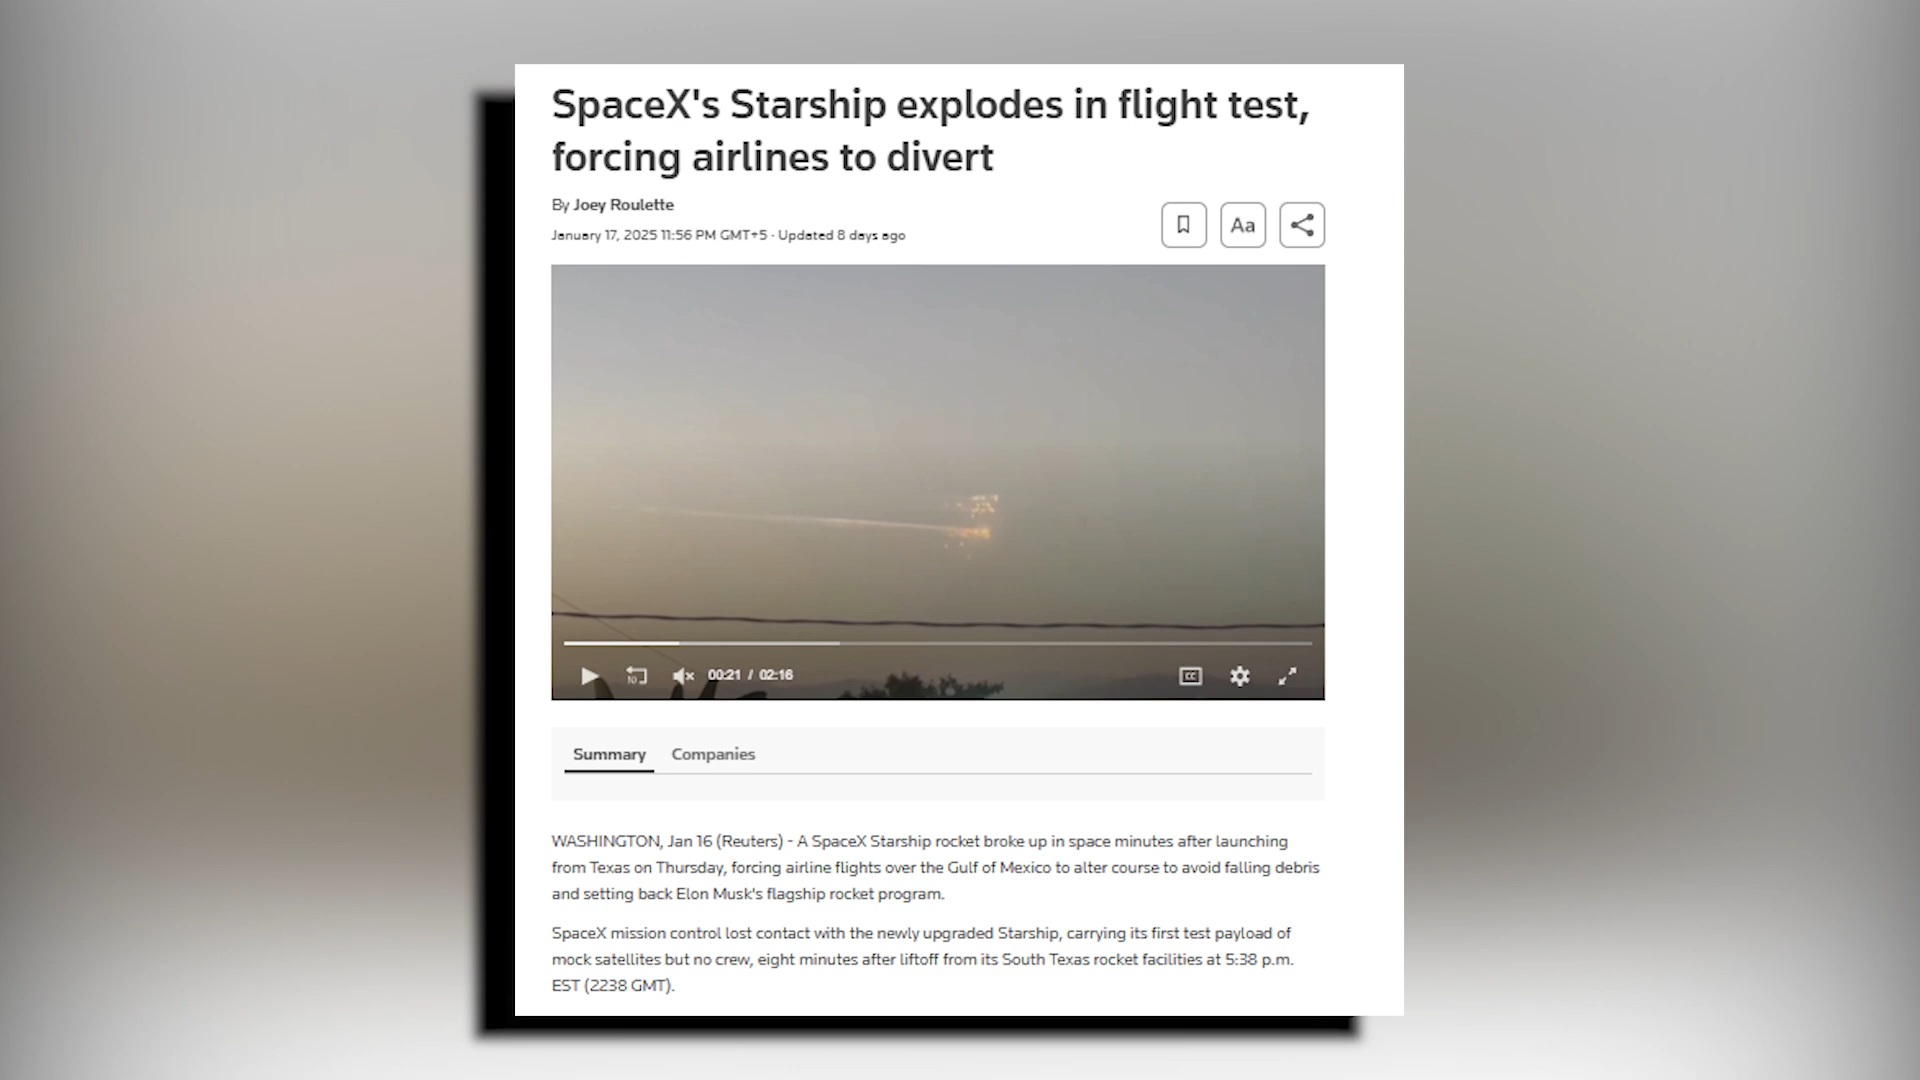 SpaceX's Starship explodes in flight test,
forcing airlines to divert
By Joey Roulette
January 17, 2025 11:56 PM GMT+5 · Updated 8 days ago
Aa
10
00:21 / 02:16
CC
Summary Companies
WASHINGTON, Jan 16 (Reuters) - A SpaceX Starship rocket broke up in space minutes after launching
from Texas on Thursday, forcing airline flights over the Gulf of Mexico to alter course to avoid falling debris
and setting back Elon Musk's flagship rocket program.
SpaceX mission control lost contact with the newly upgraded Starship, carrying its first test payload of
mock satellites but no crew, eight minutes after liftoff from its South Texas rocket facilities at 5:38 p.m.
EST (2238 GMT).